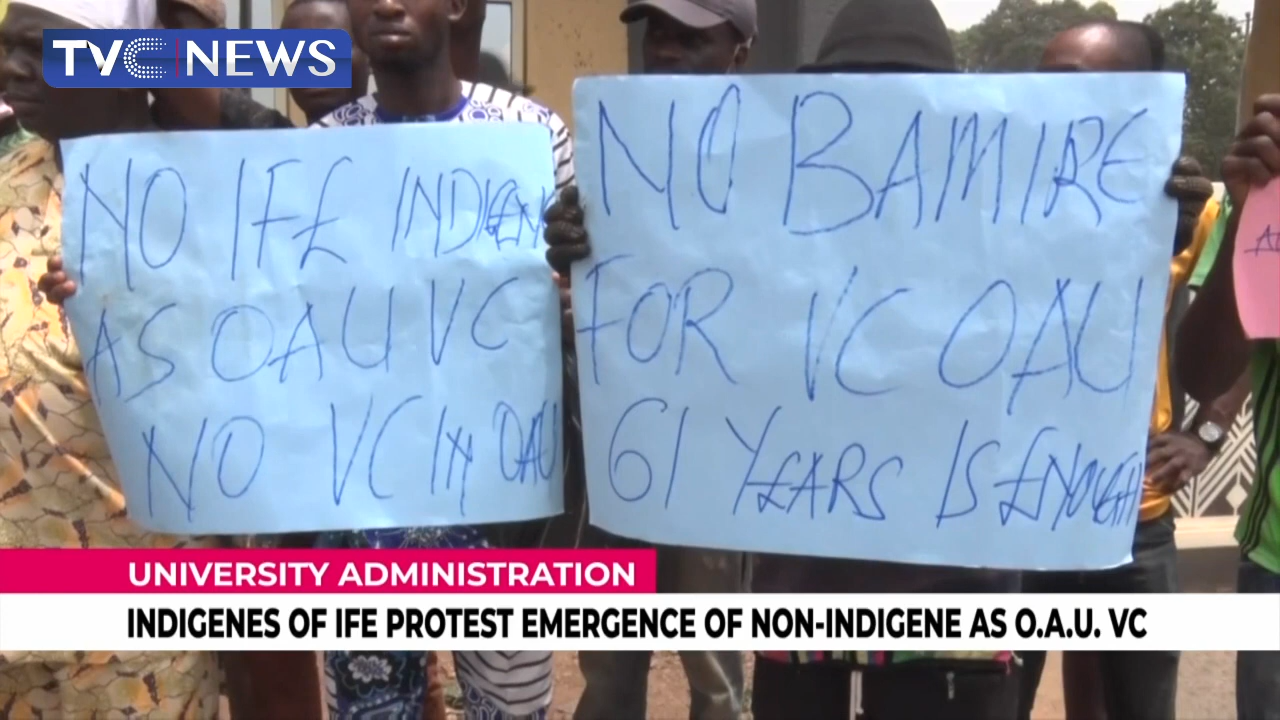 TVC NEWS
NO IFE INDIGENE
AS OAU VC
NO VC IN OAU
NO BAMIRE
FOR VC OAU
61 YEARS IS ENOUGH
UNIVERSITY ADMINISTRATION
INDIGENES OF IFE PROTEST EMERGENCE OF NON-INDIGENE AS O.A.U. VC